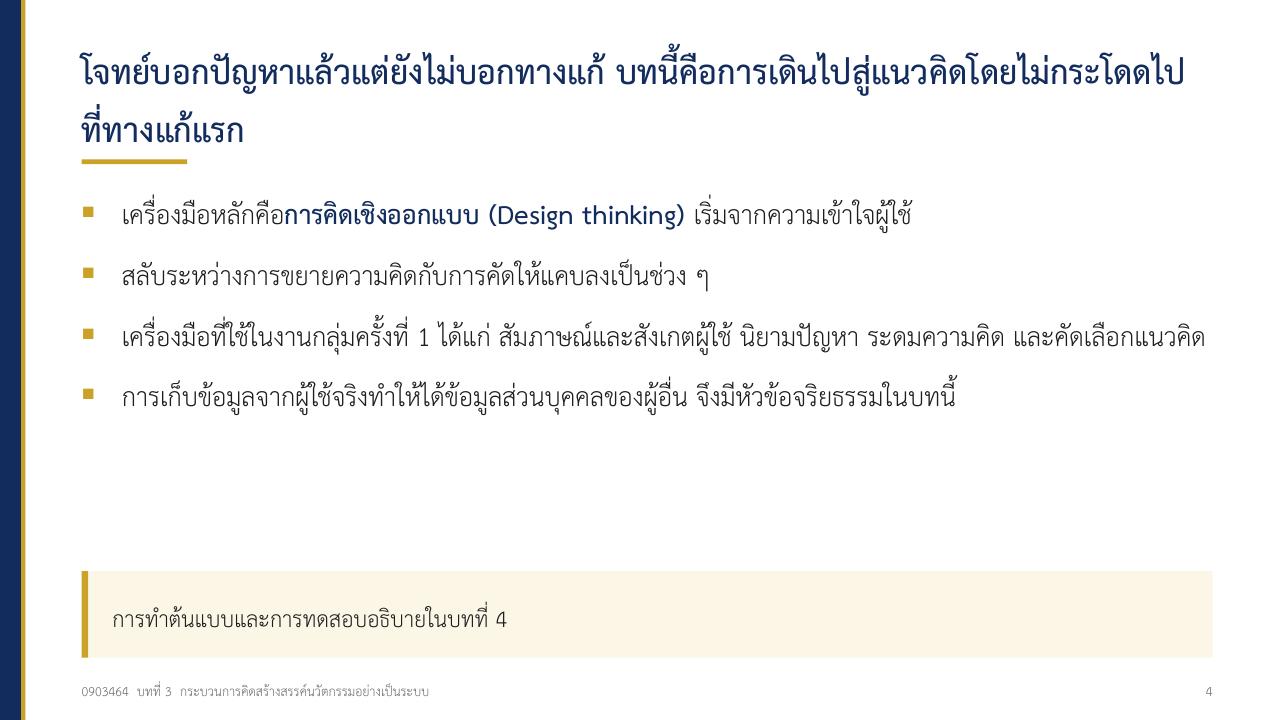 โจทย์บอกปัญหาแล้วแต่ยังไม่บอกทางแก้ บทนี้คือการเดินไปสู่แนวคิดโดยไม่กระโดดไป
ที่ทางแก้แรก
เครื่องมือหลักคือการคิดเชิงออกแบบ (Design thinking) เริ่มจากความเข้าใจผู้ใช้
สลับระหว่างการขยายความคิดกับการคัดให้แคบลงเป็นช่วง ๆ
เครื่องมือที่ใช้ในงานกลุ่มครั้งที่ 1 ได้แก่ สัมภาษณ์และสังเกตผู้ใช้ นิยามปัญหา ระดมความคิด และคัดเลือกแนวคิด
การเก็บข้อมูลจากผู้ใช้จริงทำให้ได้ข้อมูลส่วนบุคคลของผู้อื่น จึงมีหัวข้อจริยธรรมในบทนี้
การทำต้นแบบและการทดสอบอธิบายในบทที่ 4
0903464 บทที่ 3 กระบวนการคิดสร้างสรรค์นวัตกรรมอย่างเป็นระบบ
4